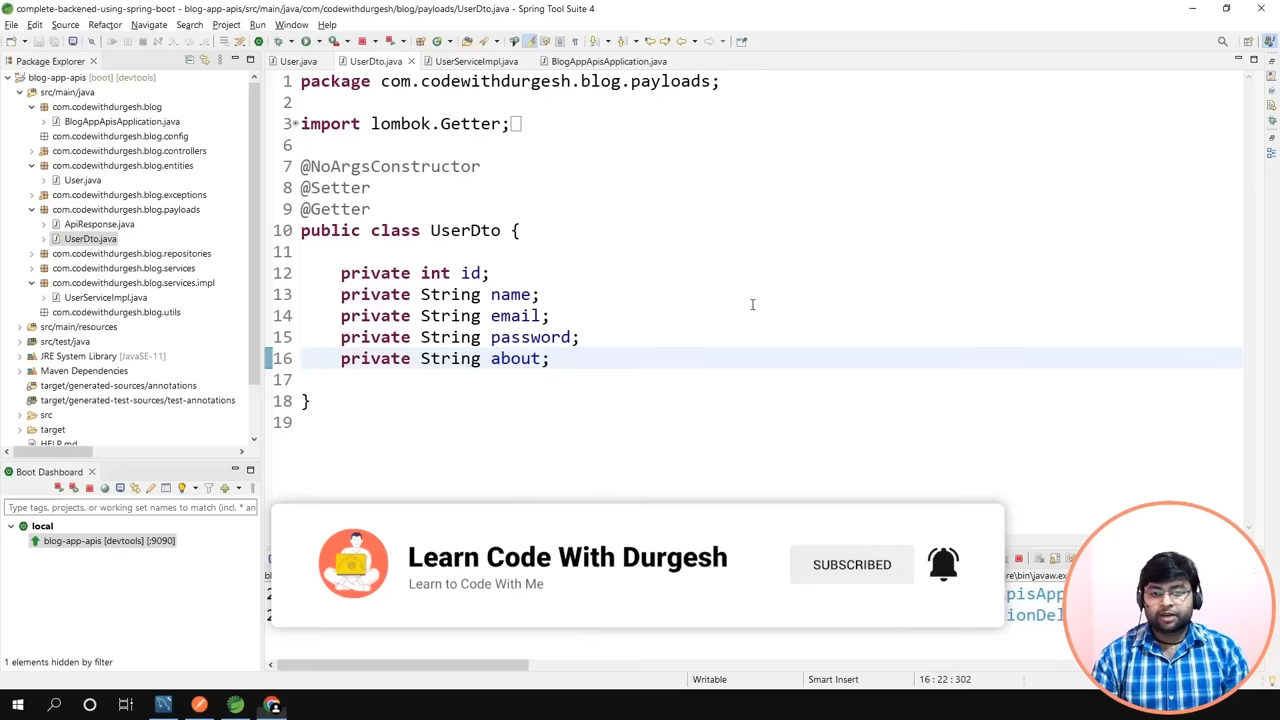 complete-backened-using-spring-boot - blog-app-apis/src/main/java/com/codewithdurgesh/blog/payloads/UserDto.java - Spring Tool Suite 4
File Edit Source Refactor Navigate Search Project Run Window Help
Package Explorer
User.java UserDto.java UserServiceImpl.java BlogAppApisApplication.java
blog-app-apis [boot] [devtools]
src/main/java
com.codewithdurgesh.blog
BlogAppApisApplication.java
com.codewithdurgesh.blog.config
com.codewithdurgesh.blog.controllers
com.codewithdurgesh.blog.entities
User.java
com.codewithdurgesh.blog.exceptions
com.codewithdurgesh.blog.payloads
ApiResponse.java
UserDto.java
com.codewithdurgesh.blog.repositories
com.codewithdurgesh.blog.services
com.codewithdurgesh.blog.services.impl
UserServiceImpl.java
com.codewithdurgesh.blog.utils
src/main/resources
src/test/java
JRE System Library [JavaSE-11]
Maven Dependencies
target/generated-sources/annotations
target/generated-test-sources/test-annotations
src
target
HELP.md
1 package com.codewithdurgesh.blog.payloads;
2
3 import lombok.Getter;
6
7 @NoArgsConstructor
8 @Setter
9 @Getter
10 public class UserDto {
11
12 private int id;
13 private String name;
14 private String email;
15 private String password;
16 private String about;
17
18 }
19
Boot Dashboard
Type tags, projects, or working set names to match (incl. * an
local
blog-app-apis [devtools] [:9090]
1 elements hidden by filter
Learn Code With Durgesh
Learn to Code With Me
SUBSCRIBED
re\bin\javaw.ex
pisApp
ionDel
Writable Smart Insert 16 : 22 : 302